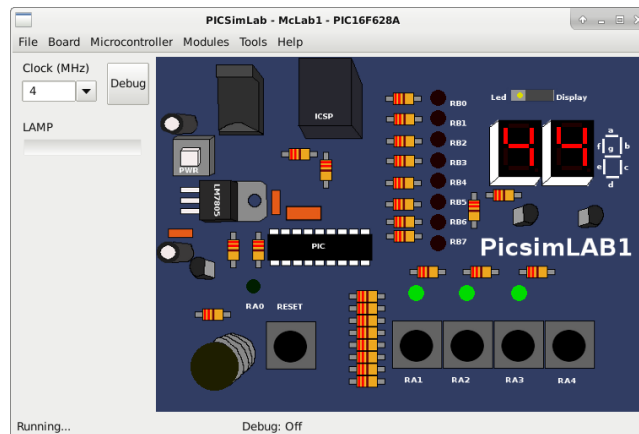 PICSimLab - McLab1 - PIC16F628A
File Board Microcontroller Modules Tools Help
Clock (MHz)
4
Debug
LAMP
ICSP
PWR
LM7805
PIC
RA0
RESET
RB0
RB1
RB2
RB3
RB4
RB5
RB6
RB7
Led
Display
44
a
f
g
b
e
c
d
PicsimLAB1
RA1
RA2
RA3
RA4
Running...
Debug: Off